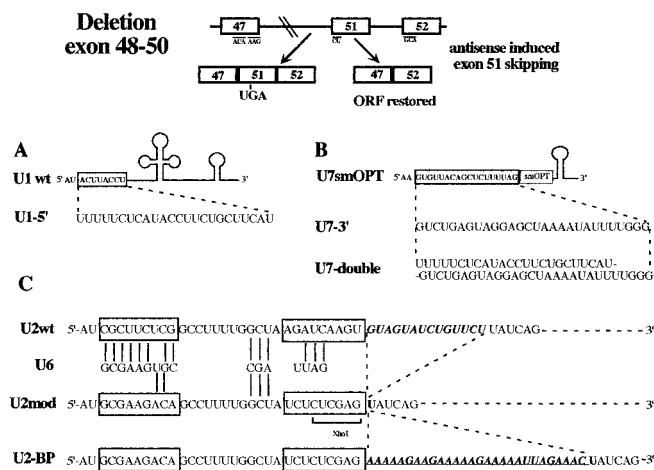 Deletion
exon 48-50
47 51 52
AUA AAG CU GCA
antisense induced
exon 51 skipping
47 51 52 47 52
UGA
ORF restored
A
U1 wt 5'AU ACUUACCU 3'
U1-5' UUUUUCUCAUACCUUCUGCUUCAU
B
U7smOPT 5'-AA GUGUUACAGCUCUUUUAG smOPT 3'
U7-3' GUCUGAGUAGGAGCUAAAAUAUUUUGGG
U7-double UUUUUCUCAUACCUUCUGCUUCAU-
-GUCUGAGUAGGAGCUAAAAUAUUUUGGG
C
U2wt 5'-AU CGCUUCUCG GCCUUUUGGCUA AGAUCAAGU GUAGUAUCUGUUCU UAUCAG 3'
U6 GCGAAGUGC CGA UUAG
U2mod 5'-AU GCGAAGACA GCCUUUUGGCUA UCUCUCGAG UAUCAG 3'
XhoI
U2-BP 5'-AU GCGAAGACA GCCUUUUGGCUA UCUCUCGAG AAAAAGAAGAAAAAGAAAAAUUAGAAAC UAUCAG 3'